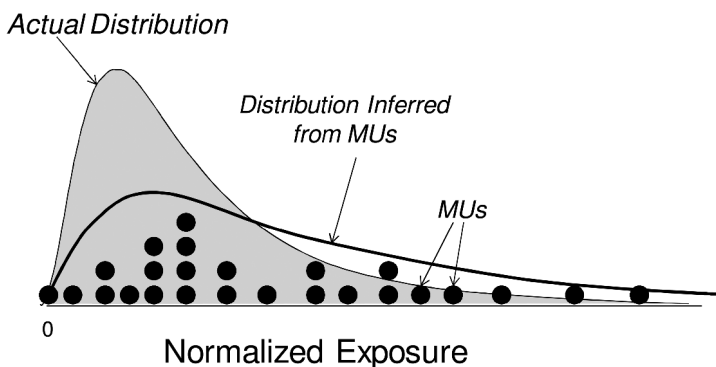 Actual Distribution
Distribution Inferred
from MUs
MUs
0
Normalized Exposure